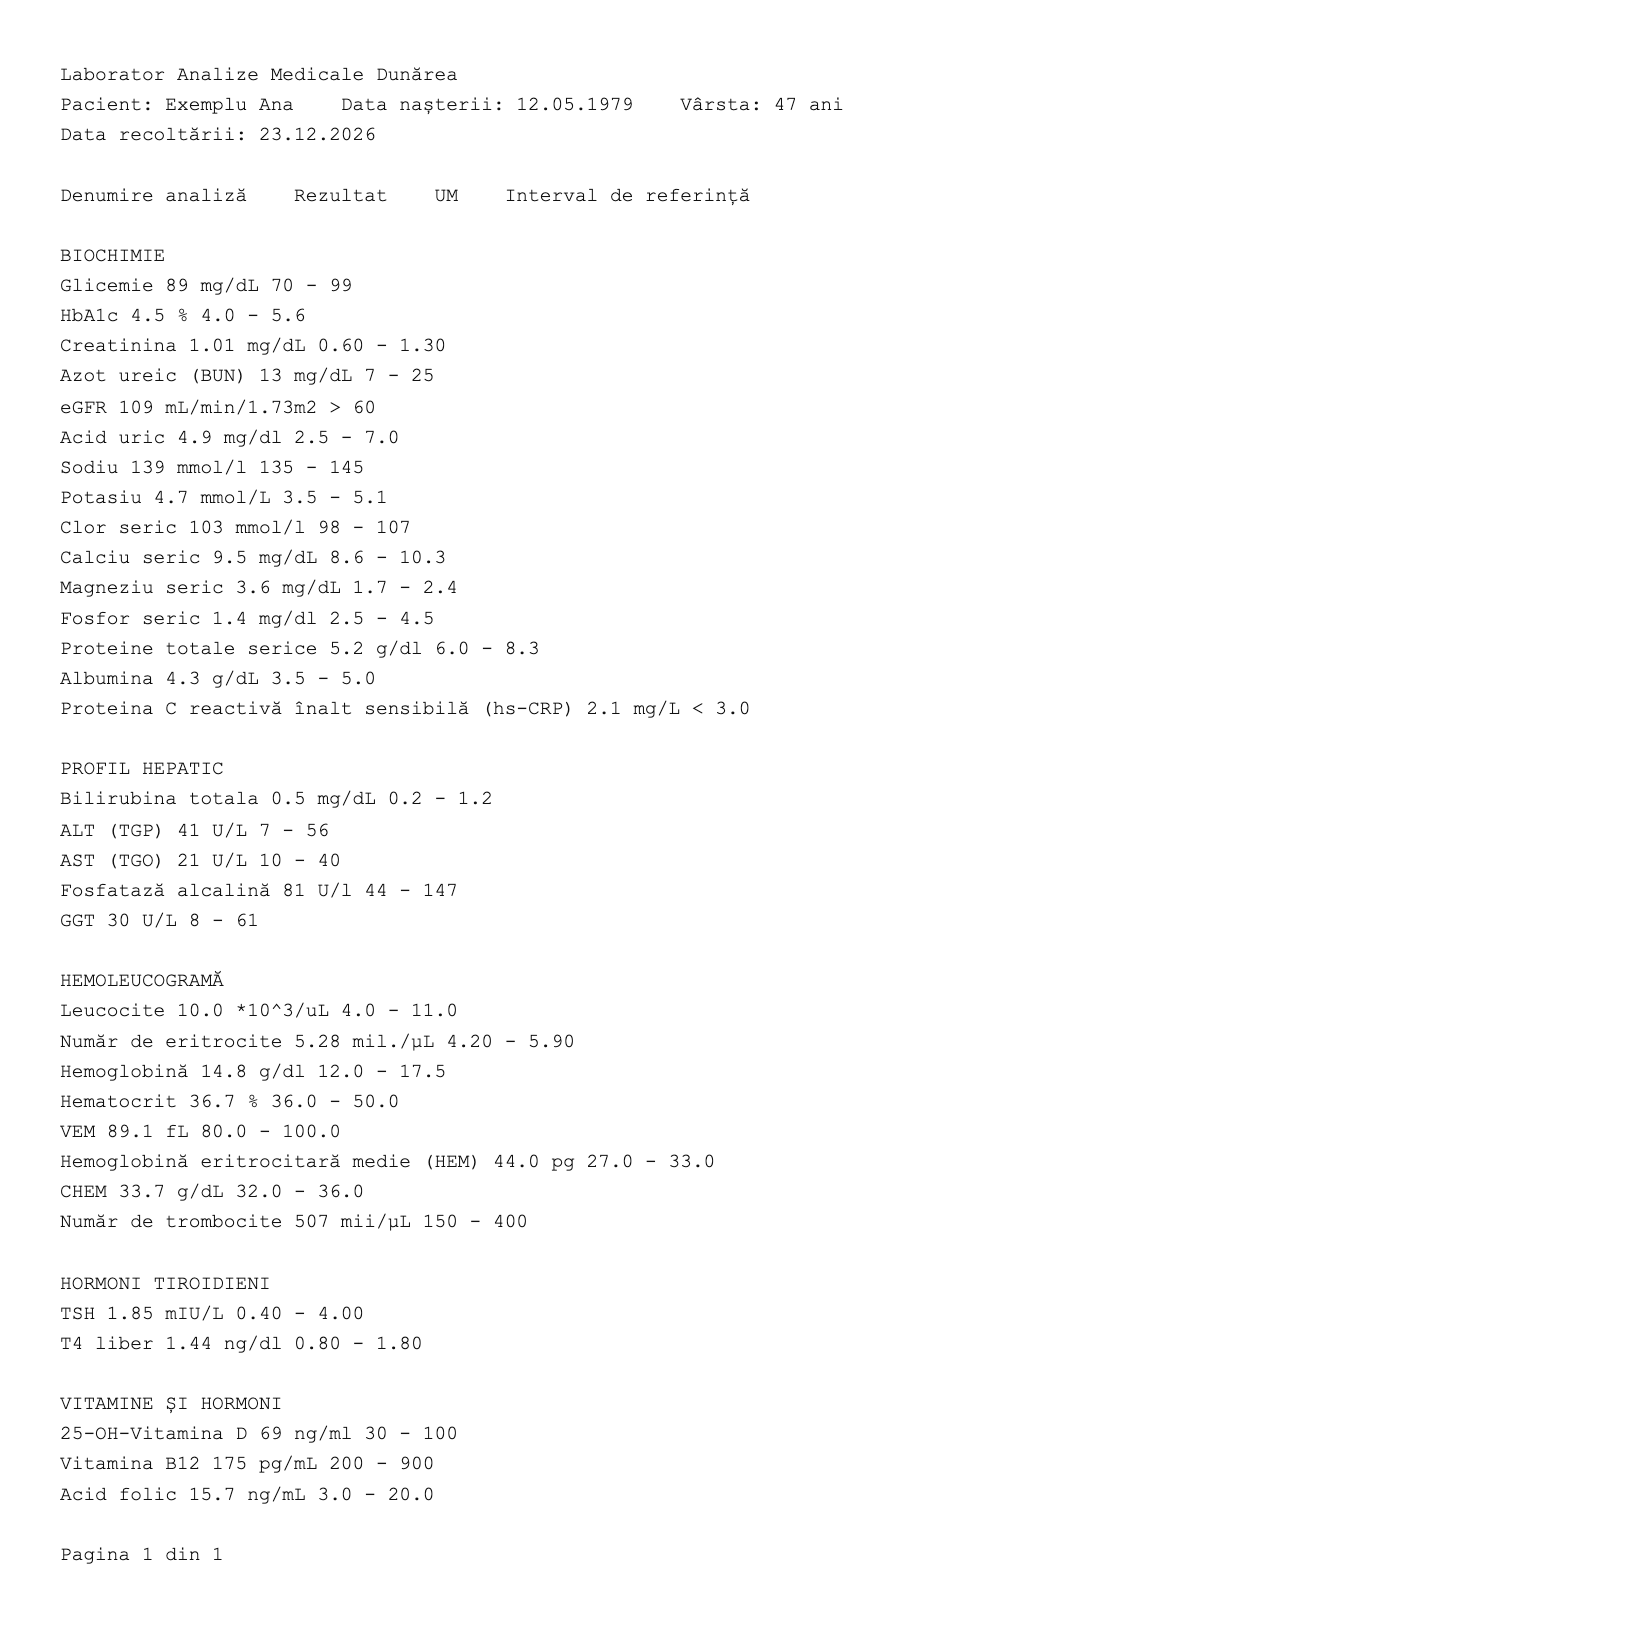 Laborator Analize Medicale Dunărea
Pacient: Exemplu Ana    Data nașterii: 12.05.1979    Vârsta: 47 ani
Data recoltării: 23.12.2026

Denumire analiză    Rezultat    UM    Interval de referință

BIOCHIMIE
Glicemie 89 mg/dL 70 - 99
HbA1c 4.5 % 4.0 - 5.6
Creatinina 1.01 mg/dL 0.60 - 1.30
Azot ureic (BUN) 13 mg/dL 7 - 25
eGFR 109 mL/min/1.73m2 > 60
Acid uric 4.9 mg/dl 2.5 - 7.0
Sodiu 139 mmol/l 135 - 145
Potasiu 4.7 mmol/L 3.5 - 5.1
Clor seric 103 mmol/l 98 - 107
Calciu seric 9.5 mg/dL 8.6 - 10.3
Magneziu seric 3.6 mg/dL 1.7 - 2.4
Fosfor seric 1.4 mg/dl 2.5 - 4.5
Proteine totale serice 5.2 g/dl 6.0 - 8.3
Albumina 4.3 g/dL 3.5 - 5.0
Proteina C reactivă înalt sensibilă (hs-CRP) 2.1 mg/L < 3.0

PROFIL HEPATIC
Bilirubina totala 0.5 mg/dL 0.2 - 1.2
ALT (TGP) 41 U/L 7 - 56
AST (TGO) 21 U/L 10 - 40
Fosfatază alcalină 81 U/l 44 - 147
GGT 30 U/L 8 - 61

HEMOLEUCOGRAMĂ
Leucocite 10.0 *10^3/uL 4.0 - 11.0
Număr de eritrocite 5.28 mil./µL 4.20 - 5.90
Hemoglobină 14.8 g/dl 12.0 - 17.5
Hematocrit 36.7 % 36.0 - 50.0
VEM 89.1 fL 80.0 - 100.0
Hemoglobină eritrocitară medie (HEM) 44.0 pg 27.0 - 33.0
CHEM 33.7 g/dL 32.0 - 36.0
Număr de trombocite 507 mii/µL 150 - 400

HORMONI TIROIDIENI
TSH 1.85 mIU/L 0.40 - 4.00
T4 liber 1.44 ng/dl 0.80 - 1.80

VITAMINE ȘI HORMONI
25-OH-Vitamina D 69 ng/ml 30 - 100
Vitamina B12 175 pg/mL 200 - 900
Acid folic 15.7 ng/mL 3.0 - 20.0

Pagina 1 din 1